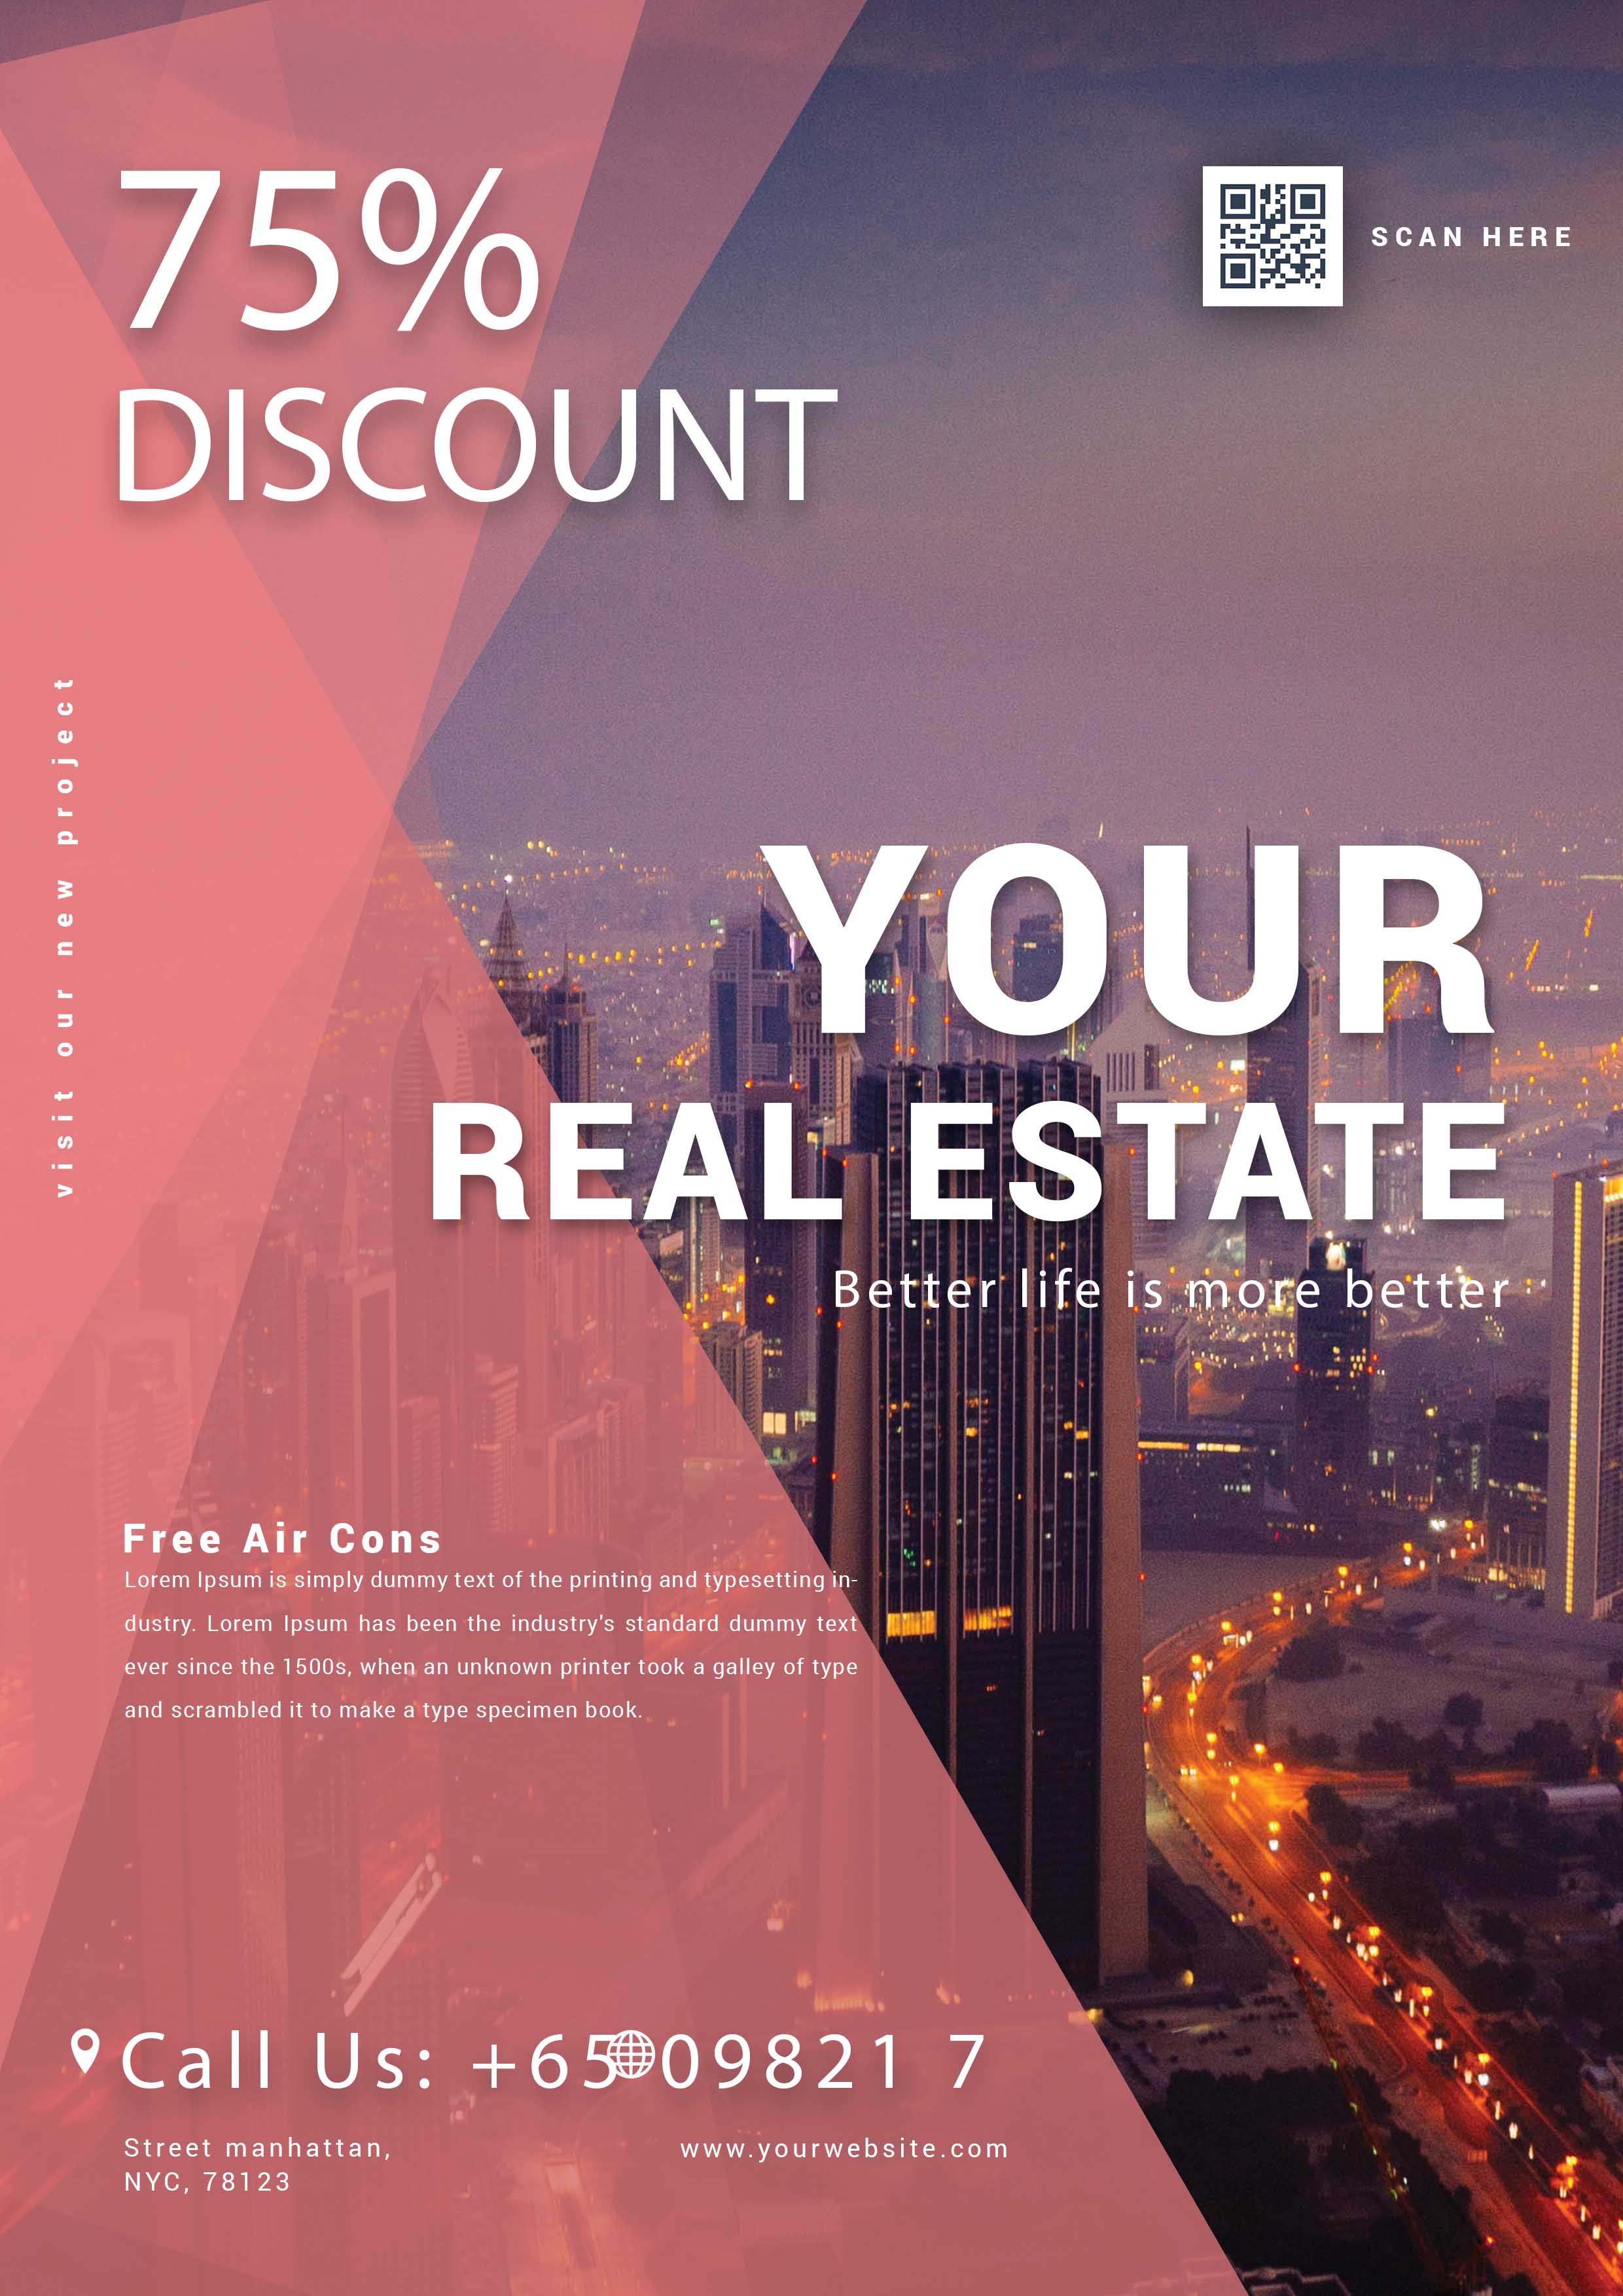 75%
DISCOUNT
SCAN HERE
visit our new project
YOUR
REAL ESTATE
Better life is more better
Free Air Cons
Lorem Ipsum is simply dummy text of the printing and typesetting in-
dustry. Lorem Ipsum has been the industry's standard dummy text
ever since the 1500s, when an unknown printer took a galley of type
and scrambled it to make a type specimen book.
Call Us: +65 09821 7
Street manhattan,
NYC, 78123
www.yourwebsite.com